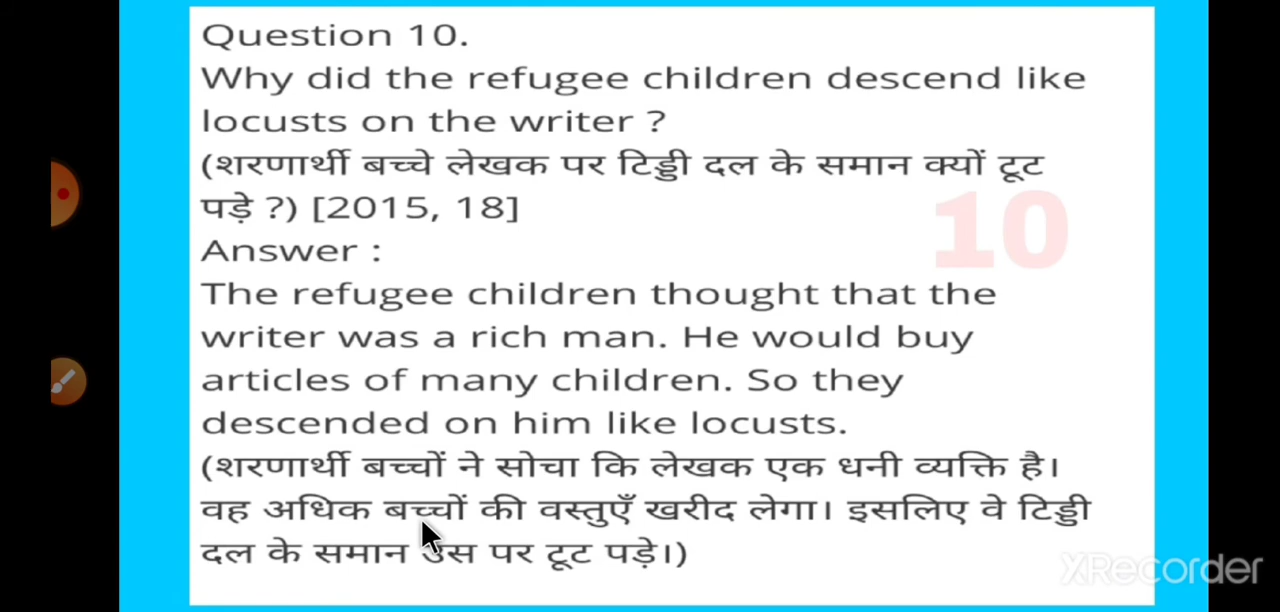 Question 10.
Why did the refugee children descend like
locusts on the writer ?
(शरणार्थी बच्चे लेखक पर टिड्डी दल के समान क्यों टूट
पड़े ?) [2015, 18]
10
Answer :
The refugee children thought that the
writer was a rich man. He would buy
articles of many children. So they
descended on him like locusts.
(शरणार्थी बच्चों ने सोचा कि लेखक एक धनी व्यक्ति है।
वह अधिक बच्चों की वस्तुएँ खरीद लेगा। इसलिए वे टिड्डी
दल के समान उस पर टूट पड़े।)
XRecorder